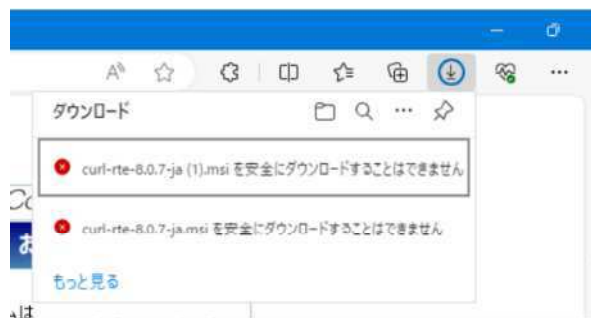 A
ダウンロード
curl-rte-8.0.7-ja (1).msi を安全にダウンロードすることはできません
curl-rte-8.0.7-ja.msi を安全にダウンロードすることはできません
もっと見る
お
は